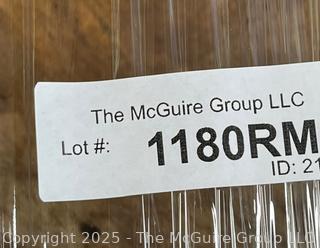 The McGuire Group LLC
Lot #: 1180RM
ID: 21
Copyright 2025 - The McGuire Group LLC